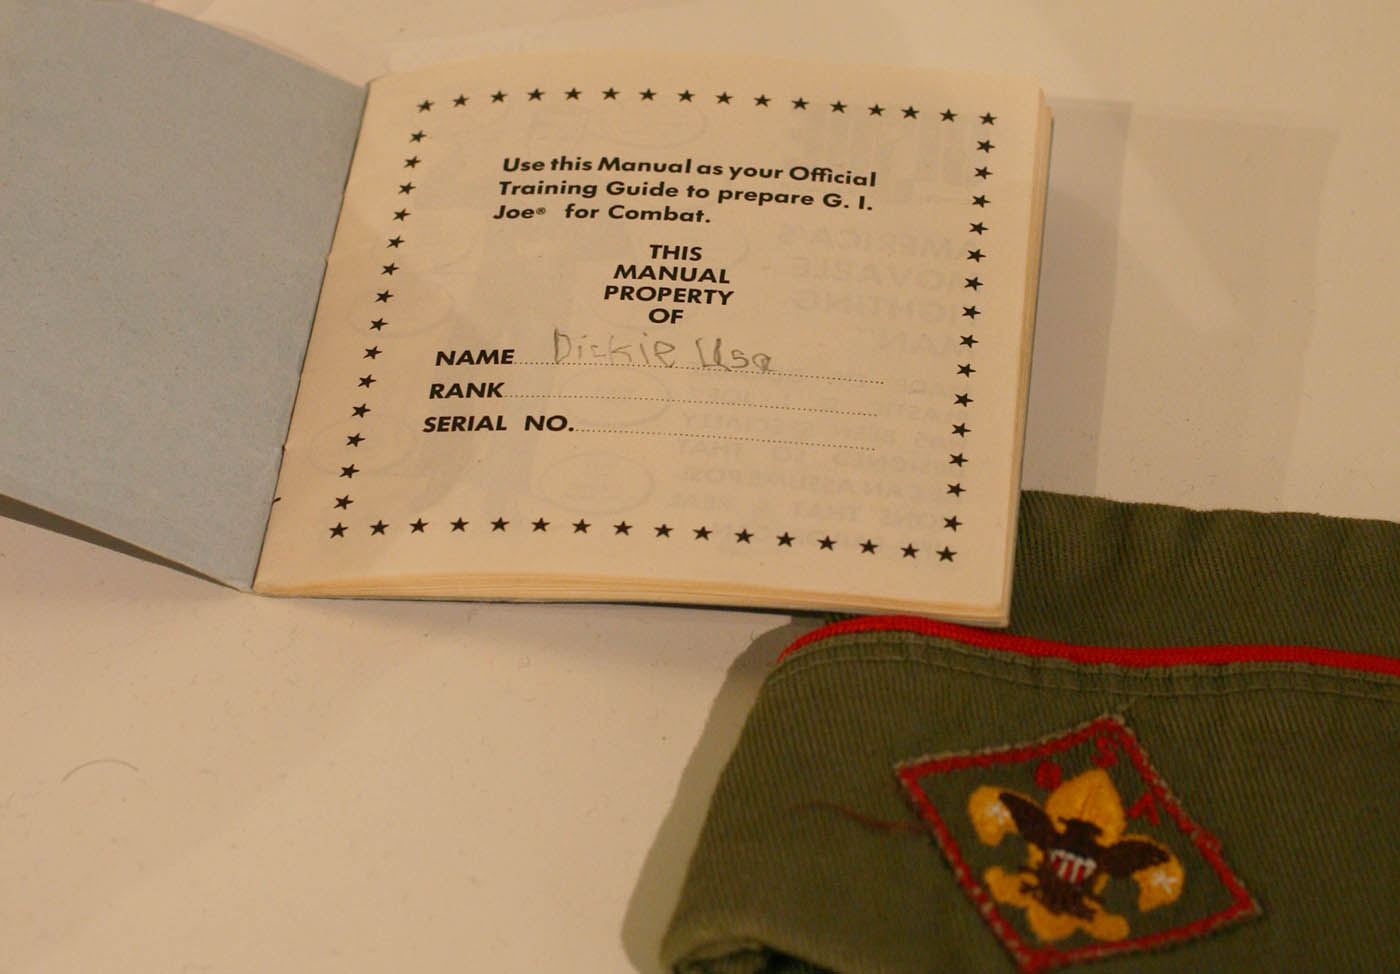 Use this Manual as your Official
Training Guide to prepare G. I.
Joe® for Combat.
THIS
MANUAL
PROPERTY
OF
NAME Dickie Usa
RANK
SERIAL NO.
B S A